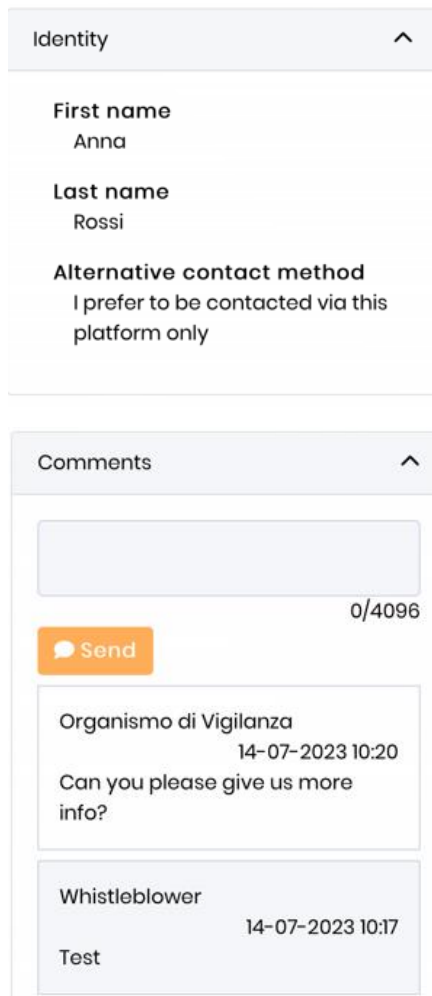 Identity
First name
Anna
Last name
Rossi
Alternative contact method
I prefer to be contacted via this
platform only
Comments
0/4096
Send
Organismo di Vigilanza
14-07-2023 10:20
Can you please give us more
info?
Whistleblower
14-07-2023 10:17
Test